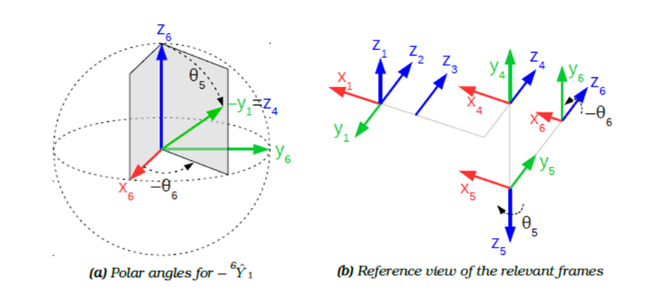 z6
θ5
-y1=z4
y6
x6
-θ6
z1
z2
z3
x1
y1
y4
z4
x4
y6
z6
x6
-θ6
y5
x5
θ5
z5
(a) Polar angles for - ⁶Ŷ1
(b) Reference view of the relevant frames